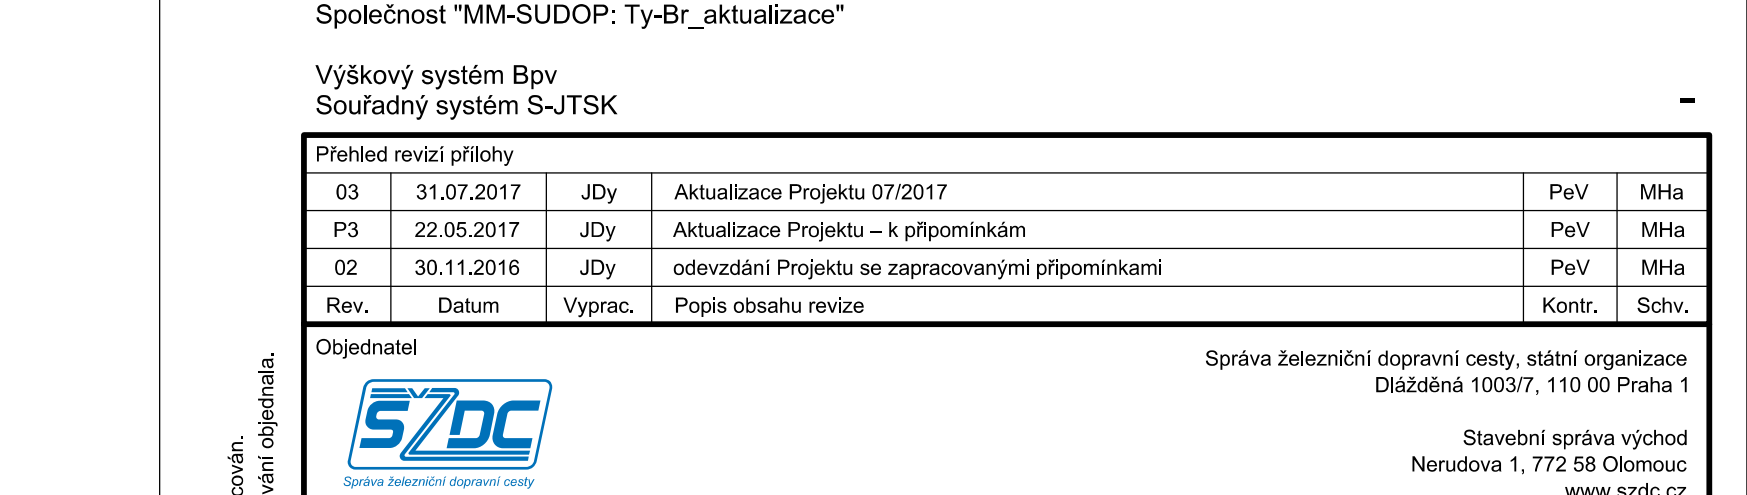 Společnost "MM-SUDOP: Ty-Br_aktualizace"
Výškový systém Bpv
Souřadný systém S-JTSK
Přehled revizí přílohy
03 31.07.2017 JDy Aktualizace Projektu 07/2017 PeV MHa
P3 22.05.2017 JDy Aktualizace Projektu – k připomínkám PeV MHa
02 30.11.2016 JDy odevzdání Projektu se zapracovanými připomínkami PeV MHa
Rev. Datum Vyprac. Popis obsahu revize Kontr. Schv.
Objednatel
Správa železniční dopravní cesty, státní organizace
Dlážděná 1003/7, 110 00 Praha 1
SŽDC
Správa železniční dopravní cesty
Stavební správa východ
Nerudova 1, 772 58 Olomouc
www.szdc.cz
cován.
vání objednala.